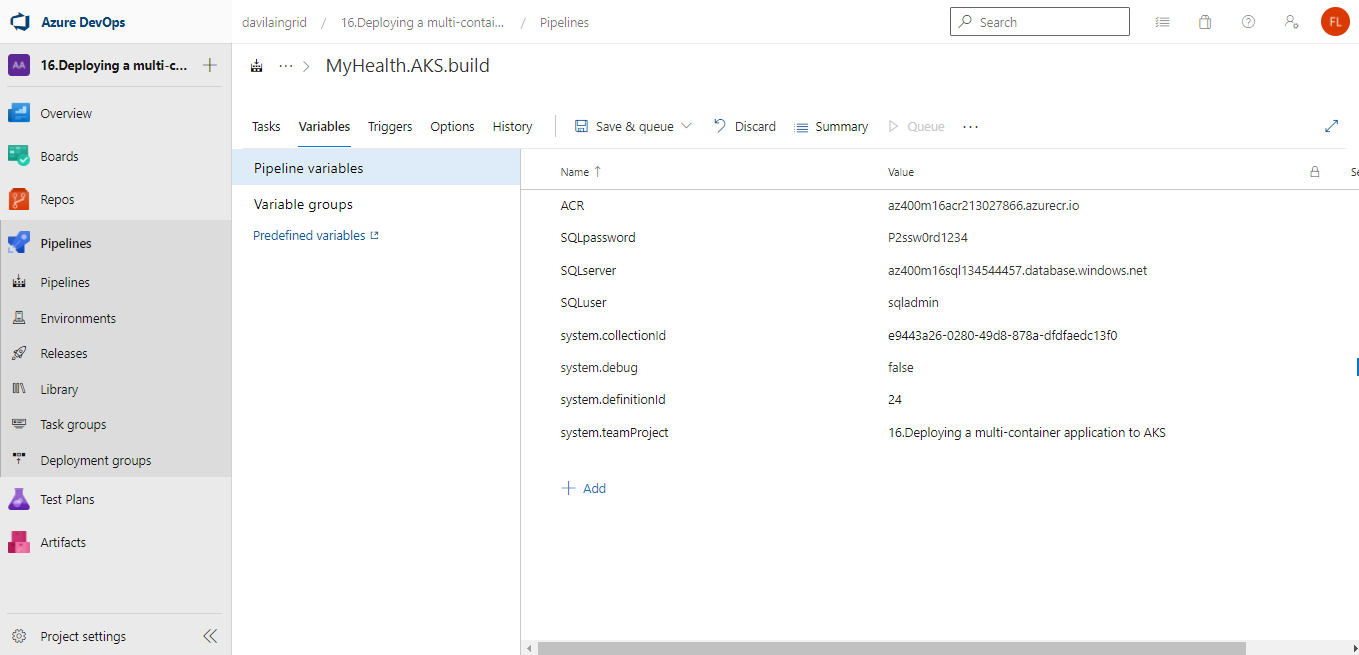 Azure DevOps
davilaingrid / 16.Deploying a multi-contai... / Pipelines
Search
FL
AA 16.Deploying a multi-c...
MyHealth.AKS.build
Overview
Boards
Repos
Pipelines
Pipelines
Environments
Releases
Library
Task groups
Deployment groups
Test Plans
Artifacts
Project settings
Tasks Variables Triggers Options History Save & queue Discard Summary Queue ...
Pipeline variables
Variable groups
Predefined variables
Name Value Se
ACR az400m16acr213027866.azurecr.io
SQLpassword P2ssw0rd1234
SQLserver az400m16sql134544457.database.windows.net
SQLuser sqladmin
system.collectionId e9443a26-0280-49d8-878a-dfdfaedc13f0
system.debug false
system.definitionId 24
system.teamProject 16.Deploying a multi-container application to AKS
Add